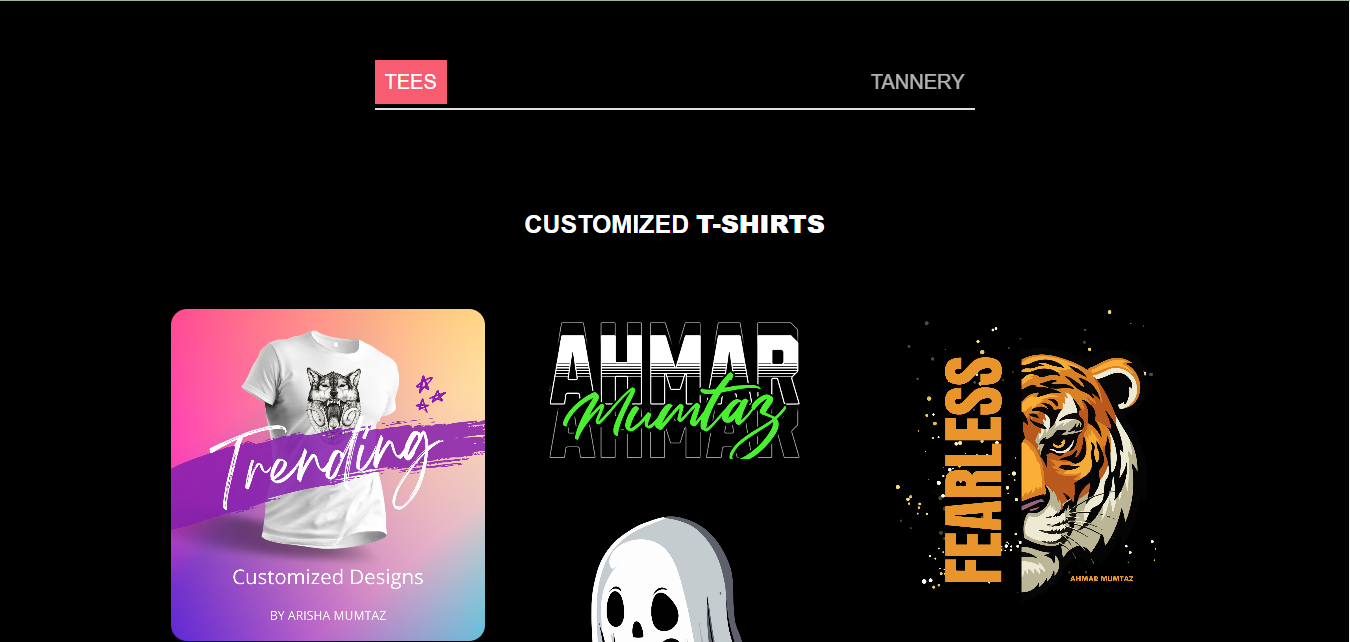 TEES
TANNERY
CUSTOMIZED T-SHIRTS
Trending
Customized Designs
BY ARISHA MUMTAZ
AHMAR
Mumtaz
AHMAR
FEARLESS
AHMAR MUMTAZ